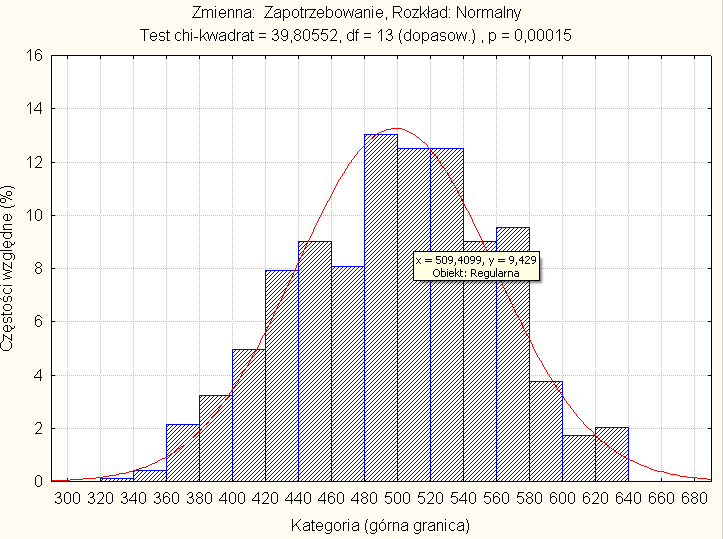 Zmienna:  Zapotrzebowanie, Rozkład: Normalny
Test chi-kwadrat = 39,80552, df = 13 (dopasow.) , p = 0,00015
16
14
12
10
8
6
4
2
0
Częstości względne (%)
x = 509,4099, y = 9,429
Obiekt: Regularna
300 320 340 360 380 400 420 440 460 480 500 520 540 560 580 600 620 640 660 680
Kategoria (górna granica)